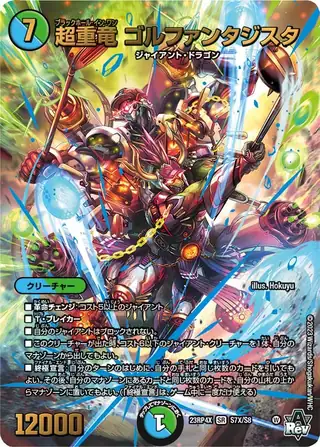 7
ブラックホール・イン・ワン
超重竜 ゴルファンタジスタ
ジャイアント・ドラゴン
クリーチャー
illus. Hokuyu
■革命チェンジ:コスト5以上のジャイアント
■T・ブレイカー
■自分のジャイアントはブロックされない。
■このクリーチャーが出た時、コスト6以下のジャイアント・クリーチャーを1体、自分の
マナゾーンから出してもよい。
■終極宣言:自分のターンのはじめに、自分の手札と同じ枚数のカードを引いても
よい。その後、自分のマナゾーンにあるカードと同じ枚数のカードを、自分の山札の上か
らマナゾーンに置いてもよい。(「終極宣言」は、ゲーム中に一度だけ使える)
12000
1
23RP4X SR S7X/S8
W
Rev
©2023 Wizards/Shogakukan/WHC